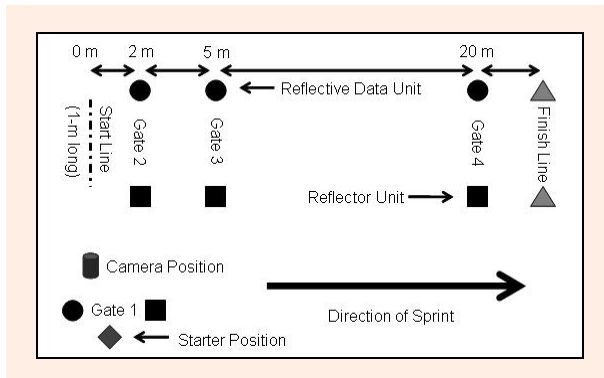 0 m
2 m
5 m
20 m
Reflective Data Unit
Start Line
(1-m long)
Gate 2
Gate 3
Gate 4
Finish Line
Reflector Unit
Camera Position
Gate 1
Direction of Sprint
Starter Position